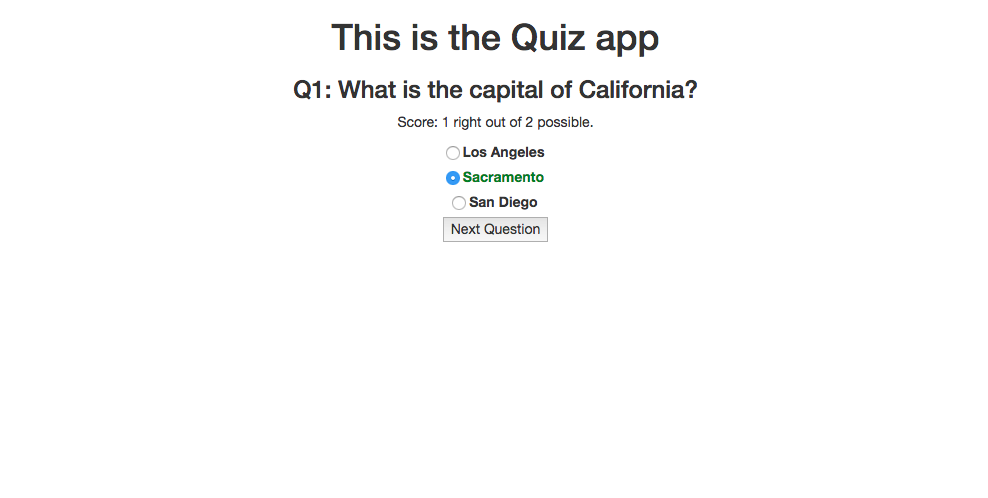 This is the Quiz app
Q1: What is the capital of California?
Score: 1 right out of 2 possible.
Los Angeles
Sacramento
San Diego
Next Question